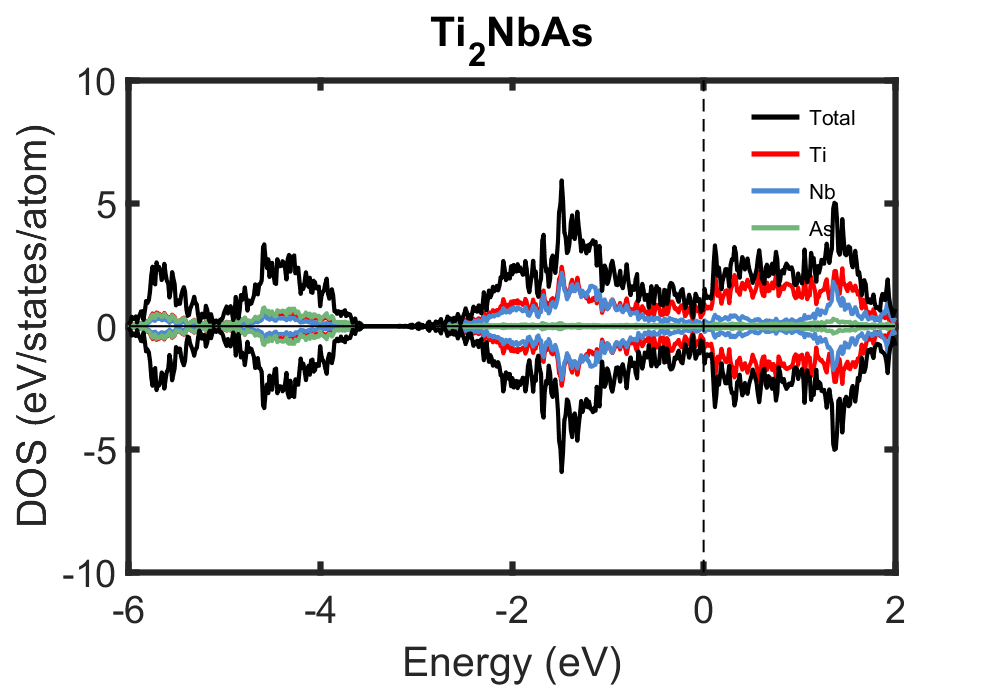 Ti2NbAs
10
5
0
-5
-10
DOS (eV/states/atom)
Total
Ti
Nb
As
-6
-4
-2
0
2
Energy (eV)